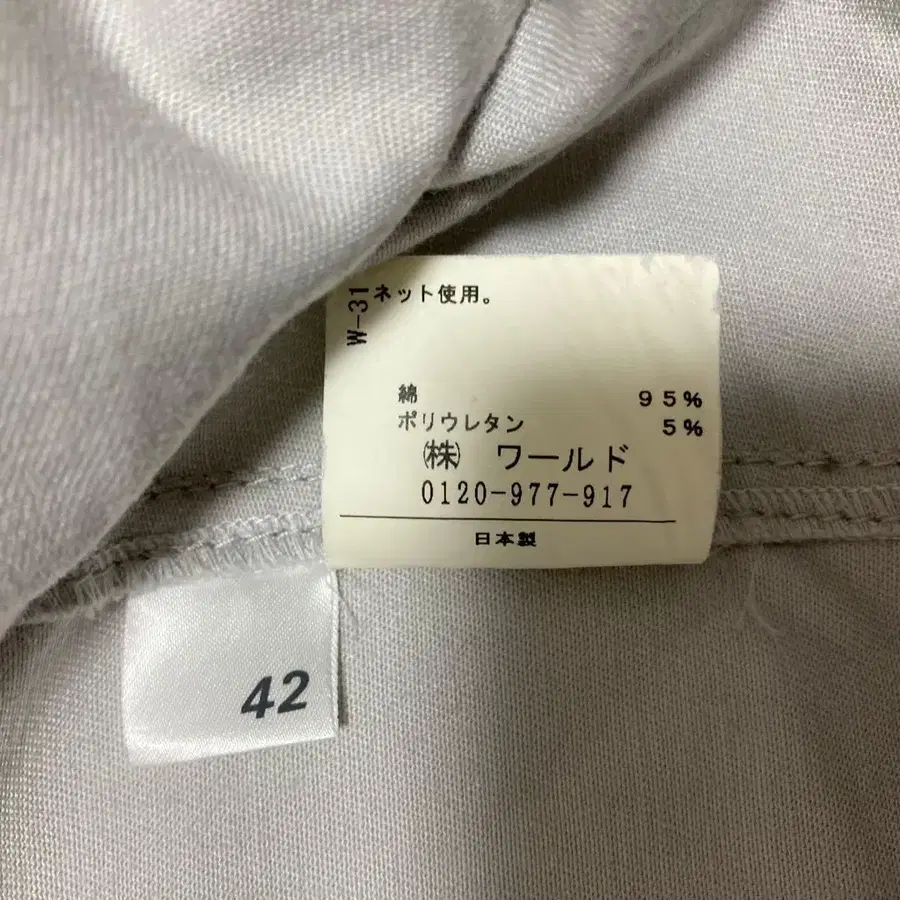 W-31
ネット使用。
綿 95%
ポリウレタン 5%
㈱ ワールド
0120-977-917
日本製
42